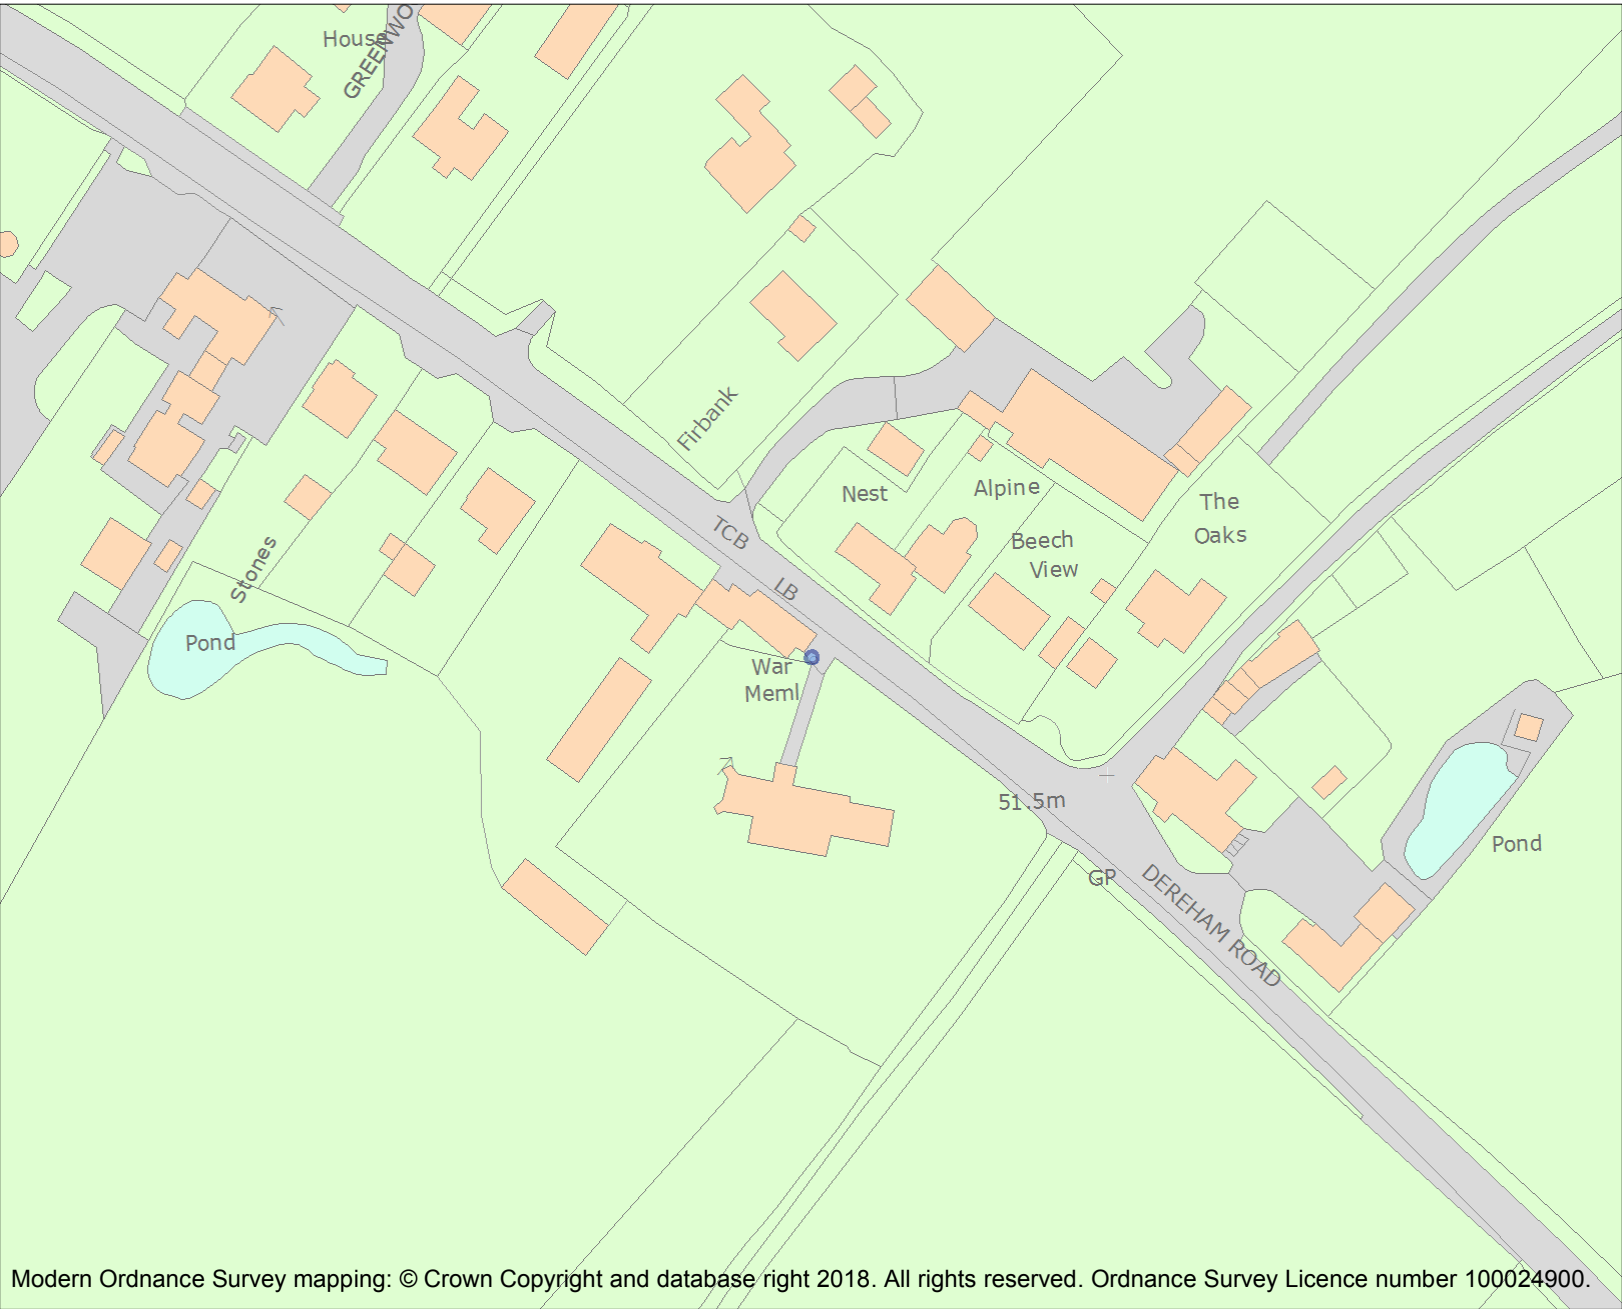 House
GREENWO
Firbank
Nest
Alpine
The
Oaks
TCB
Beech
View
LB
Stones
Pond
War
Meml
51.5m
Pond
GP
DEREHAM ROAD
Modern Ordnance Survey mapping: © Crown Copyright and database right 2018. All rights reserved. Ordnance Survey Licence number 100024900.